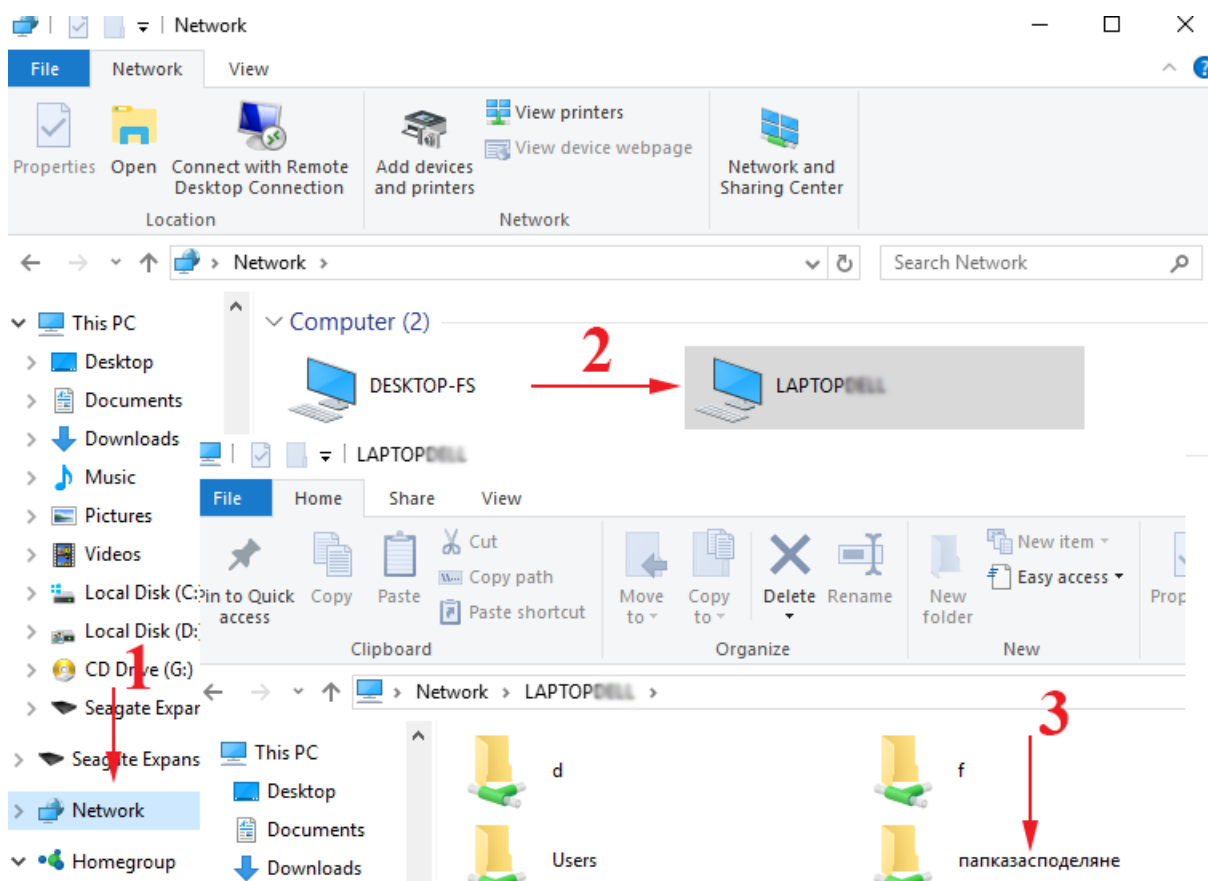 Network
File Network View
Properties Open Connect with Remote Desktop Connection Add devices and printers View printers
View device webpage
Network and Sharing Center
Location Network
Network
Search Network
This PC
Desktop
Documents
Downloads
Music
Pictures
Videos
Local Disk (C:
Local Disk (D:
CD Drive (G:)
Seagate Expar
Seagate Expans
Network
Homegroup
1
Computer (2)
DESKTOP-FS
2
LAPTOP
LAPTOP
File Home Share View
Pin to Quick access
Copy
Paste
Cut
Copy path
Paste shortcut
Move to
Copy to
Delete
Rename
New folder
New item
Easy access
Prop
Clipboard Organize New
Network LAPTOP
3
This PC
Desktop
Documents
Downloads
d
f
Users
папказасподеляне